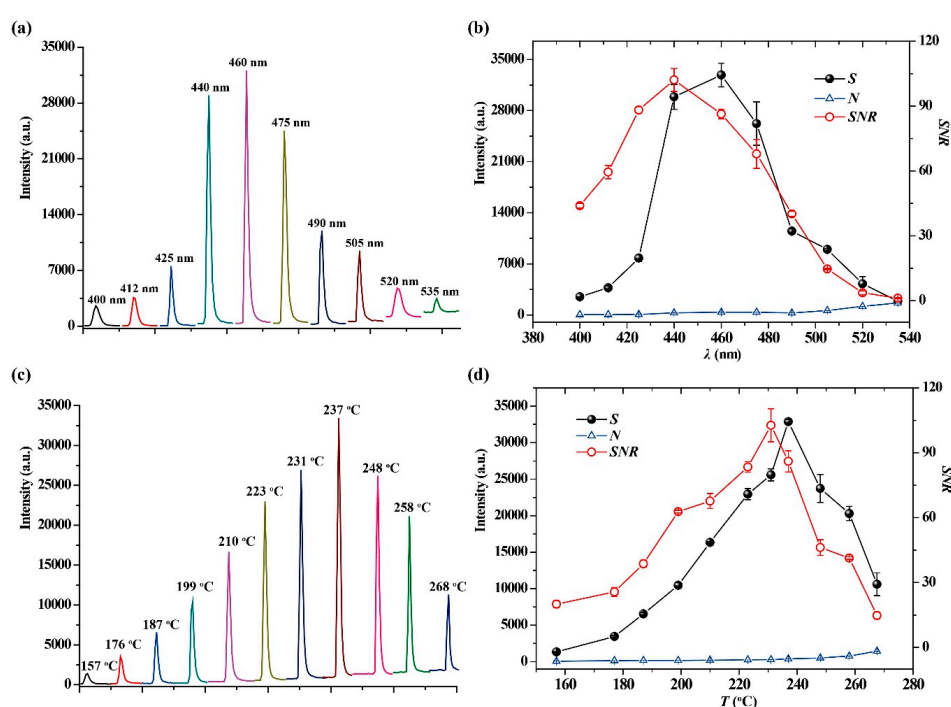 (a)
35000
28000
21000
14000
7000
0
Intensity (a.u.)
400 nm
412 nm
425 nm
440 nm
460 nm
475 nm
490 nm
505 nm
520 nm
535 nm
(b)
35000
28000
21000
14000
7000
0
Intensity (a.u.)
S
N
SNR
120
90
60
30
0
SNR
380 400 420 440 460 480 500 520 540
λ (nm)
(c)
35000
30000
25000
20000
15000
10000
5000
0
Intensity (a.u.)
157 °C
176 °C
187 °C
199 °C
210 °C
223 °C
231 °C
237 °C
248 °C
258 °C
268 °C
(d)
35000
30000
25000
20000
15000
10000
5000
0
Intensity (a.u.)
S
N
SNR
120
90
60
30
0
SNR
160 180 200 220 240 260 280
T (°C)